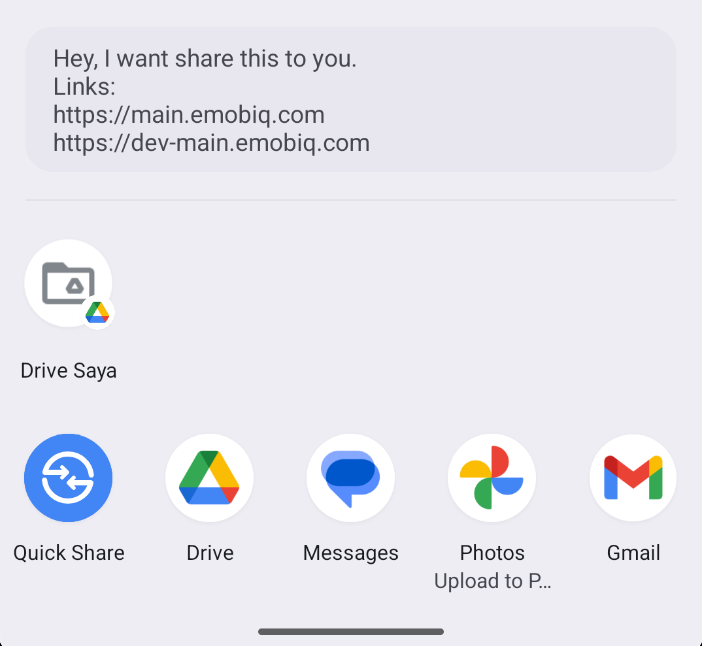 Hey, I want share this to you.
Links:
https://main.emobiq.com
https://dev-main.emobiq.com
Drive Saya
Quick Share
Drive
Messages
Photos
Upload to P...
Gmail